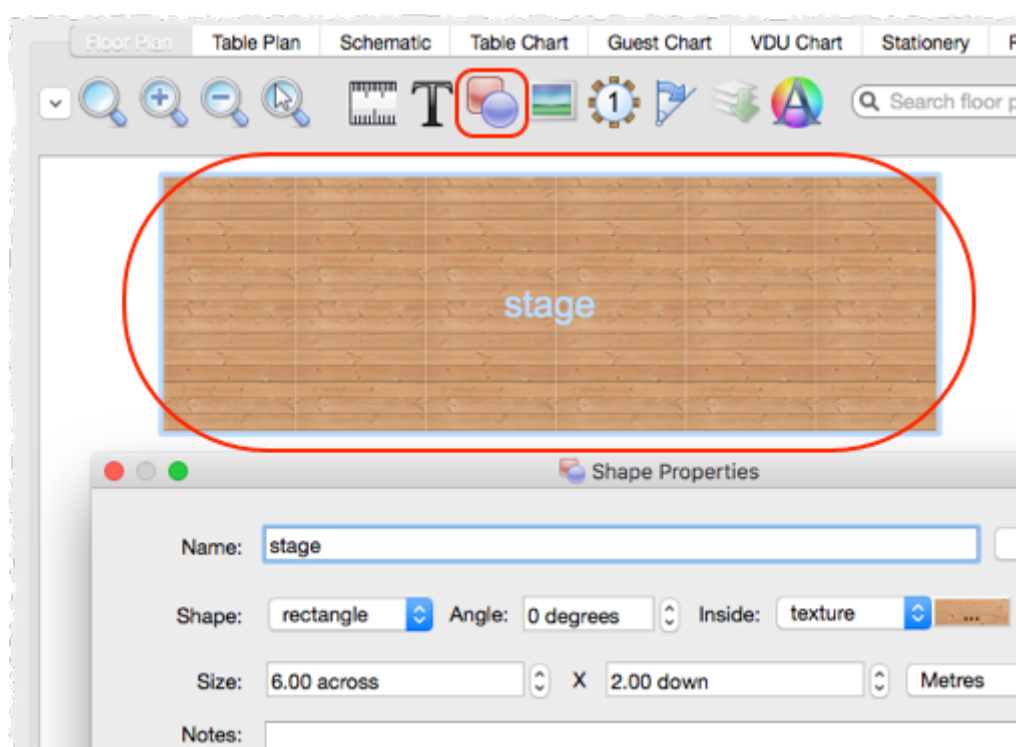 Floor Plan Table Plan Schematic Table Chart Guest Chart VDU Chart Stationery
T 1 A Search floor
stage
Shape Properties
Name: stage
Shape: rectangle Angle: 0 degrees Inside: texture ...
Size: 6.00 across X 2.00 down Metres
Notes: